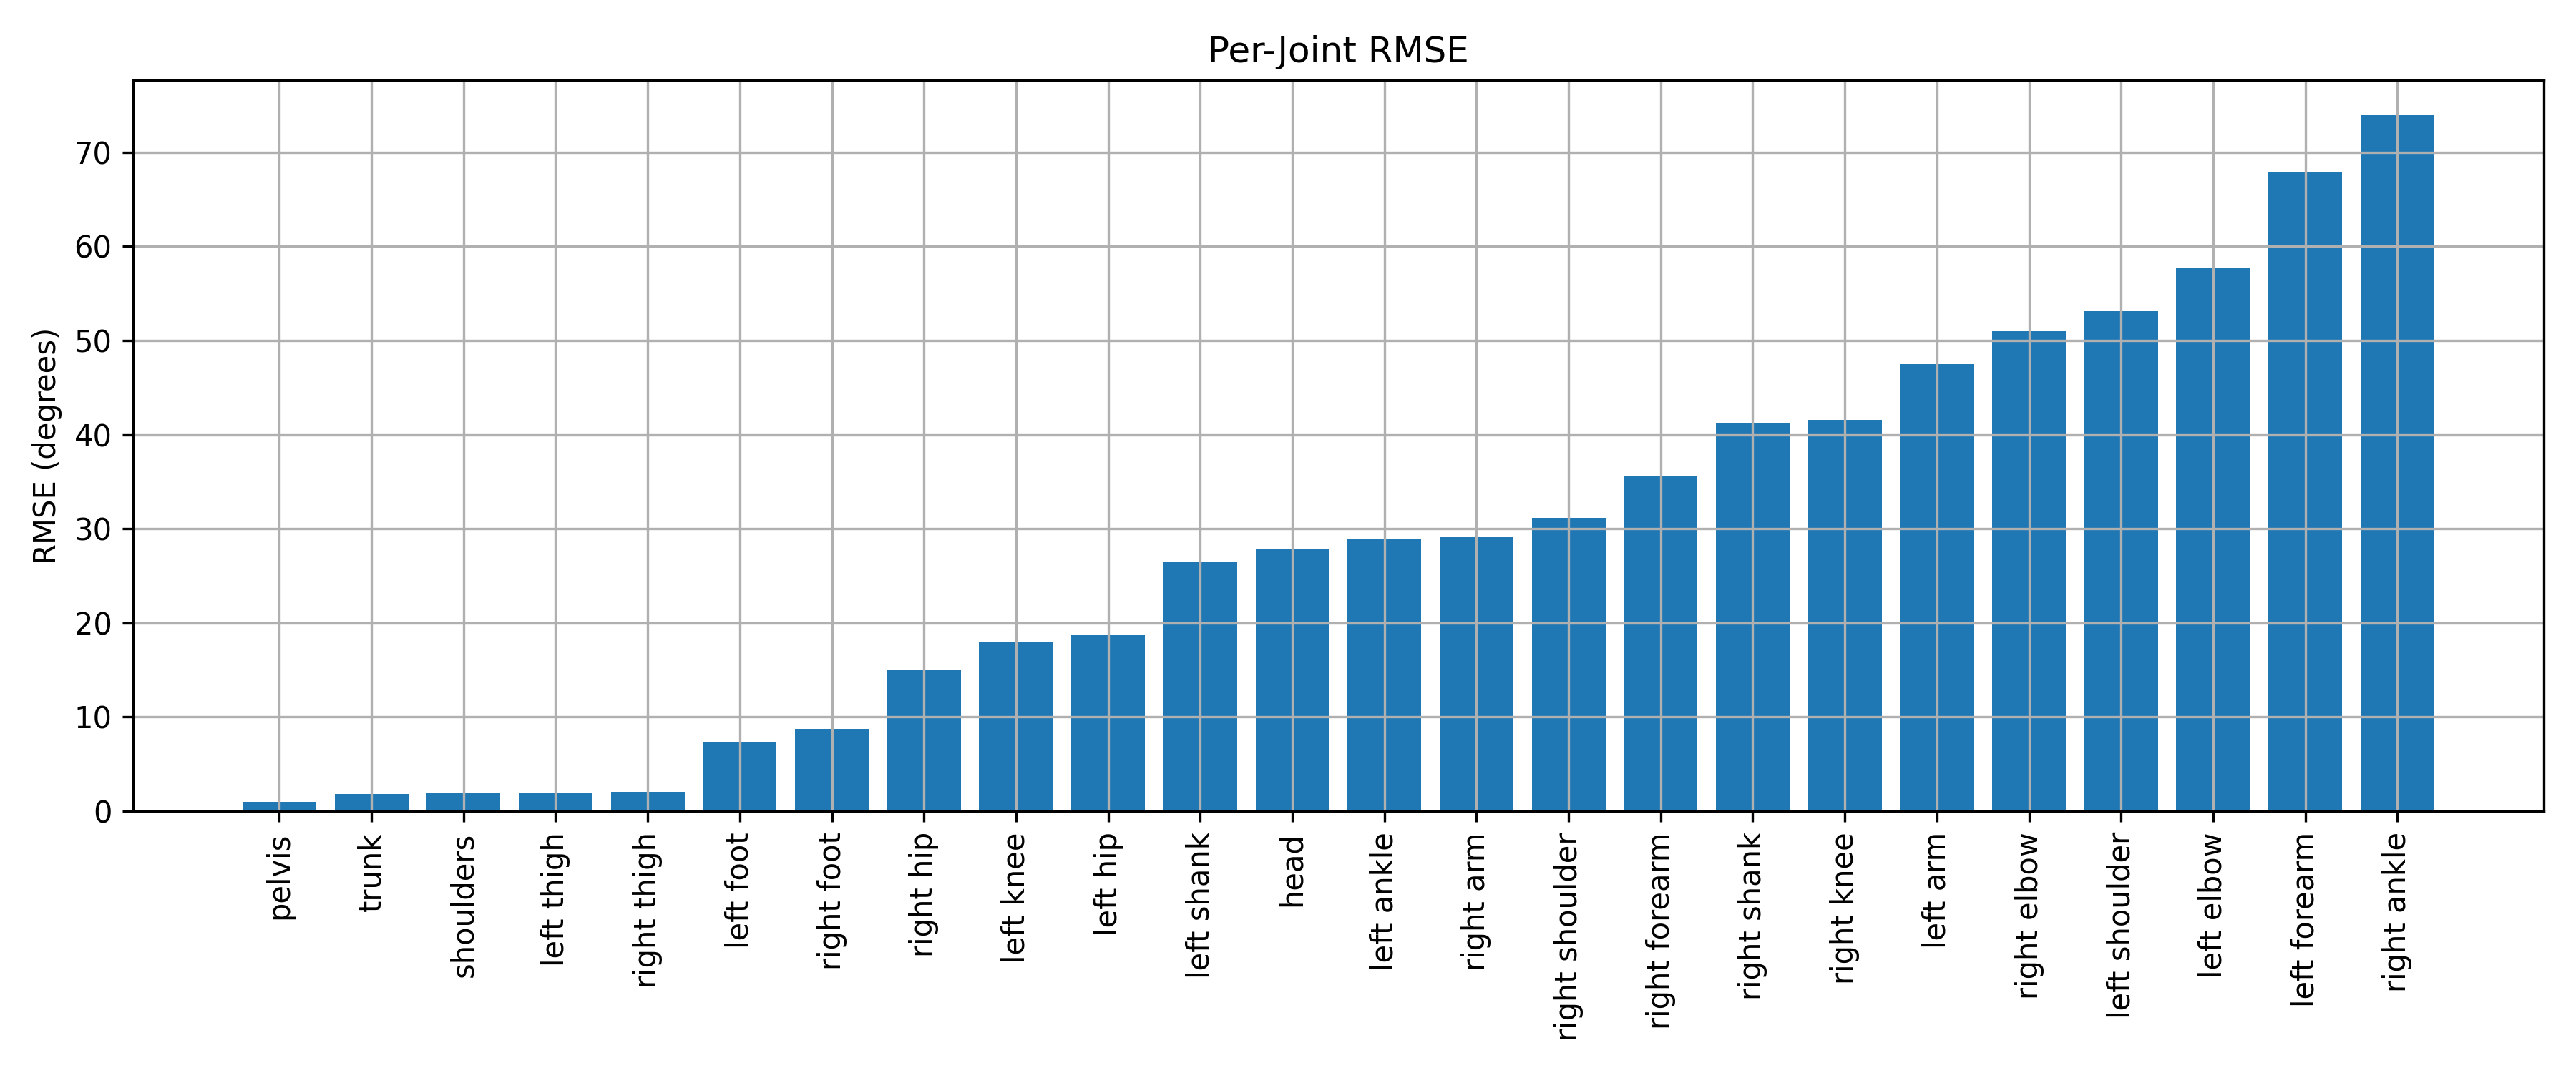 Per-Joint RMSE
RMSE (degrees)
70
60
50
40
30
20
10
0
pelvis
trunk
shoulders
left thigh
right thigh
left foot
right foot
right hip
left knee
left hip
left shank
head
left ankle
right arm
right shoulder
right forearm
right shank
right knee
left arm
right elbow
left shoulder
left elbow
left forearm
right ankle